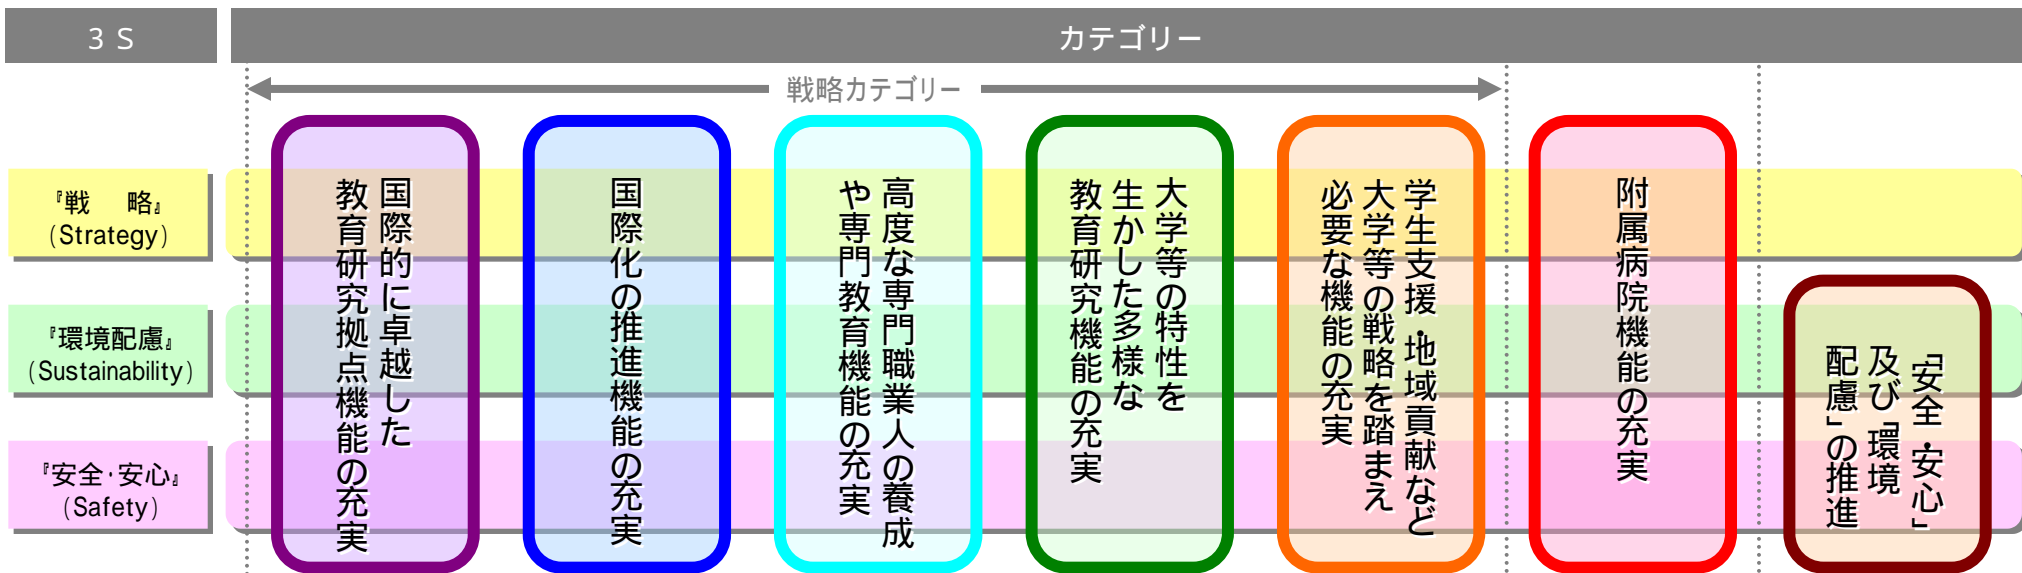 ３Ｓ
カテゴリー
戦略カテゴリー
『戦　略』
(Strategy)
『環境配慮』
(Sustainability)
『安全・安心』
(Safety)
国際的に卓越した
教育研究拠点機能の充実
国際化の推進機能の充実
高度な専門職業人の養成
や専門教育機能の充実
大学等の特性を
生かした多様な
教育研究機能の充実
学生支援・地域貢献など
大学等の戦略を踏まえ
必要な機能の充実
附属病院機能の充実
「安全・安心」
及び「環境
配慮」の推進